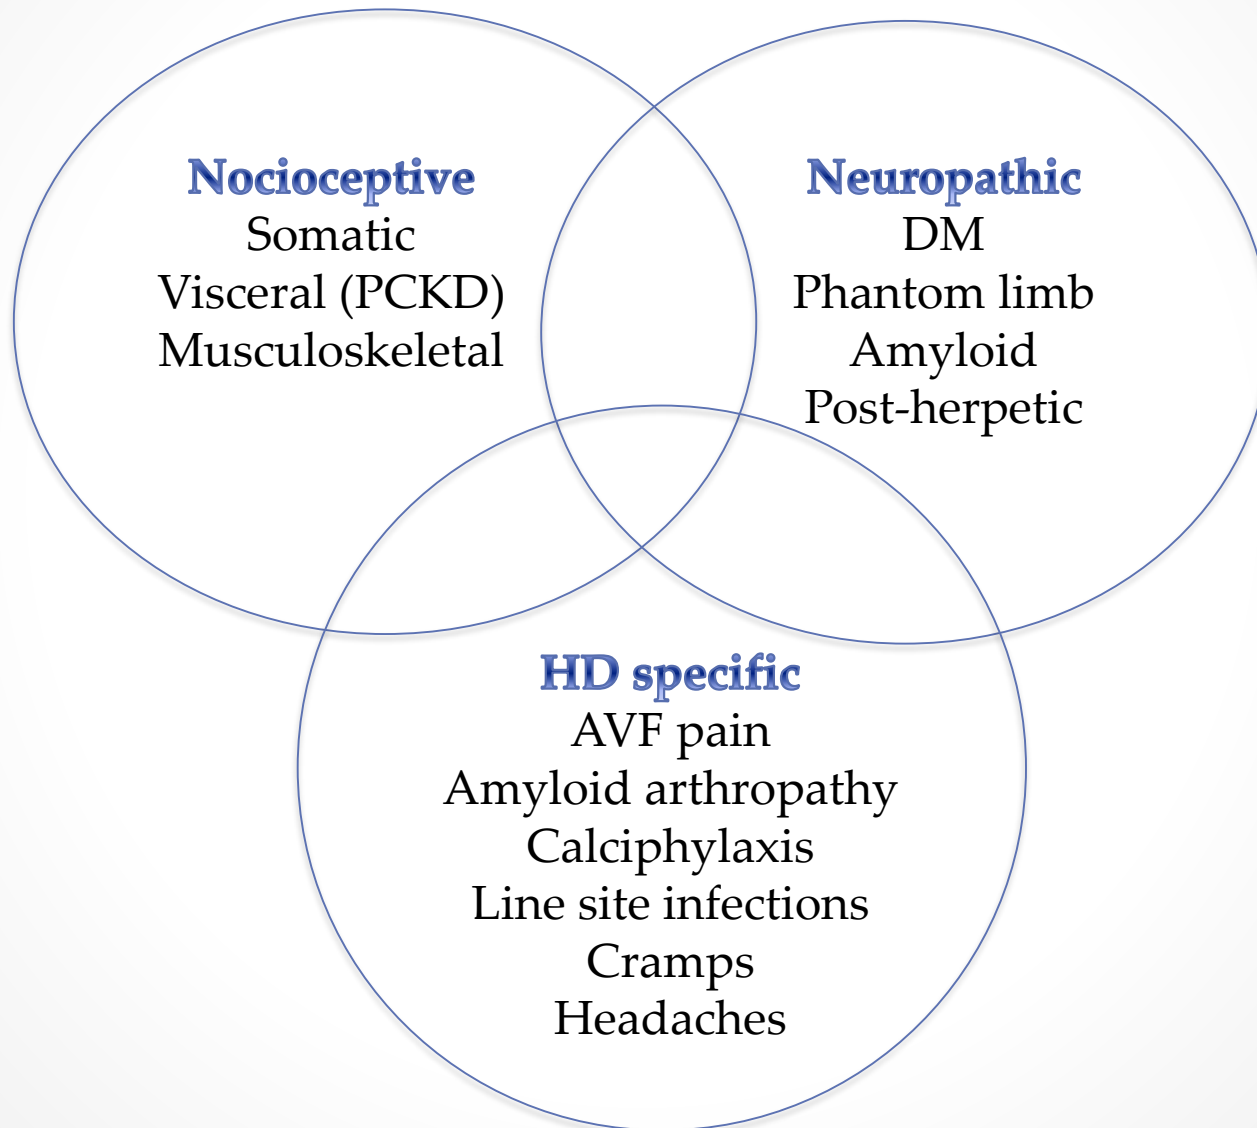 Nocioceptive
Somatic
Visceral (PCKD)
Musculoskeletal
Neuropathic
DM
Phantom limb
Amyloid
Post-herpetic
HD specific
AVF pain
Amyloid arthropathy
Calciphylaxis
Line site infections
Cramps
Headaches